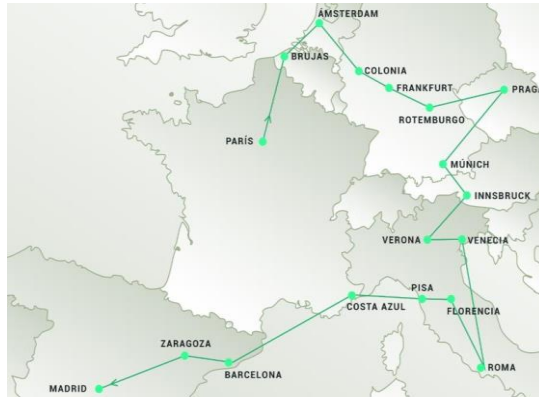 ÁMSTERDAM
BRUJAS
COLONIA
FRANKFURT
PRAG
ROTEMBURGO
PARÍS
MÚNICH
INNSBRUCK
VERONA
VENECIA
PISA
COSTA AZUL
FLORENCIA
ZARAGOZA
BARCELONA
ROMA
MADRID